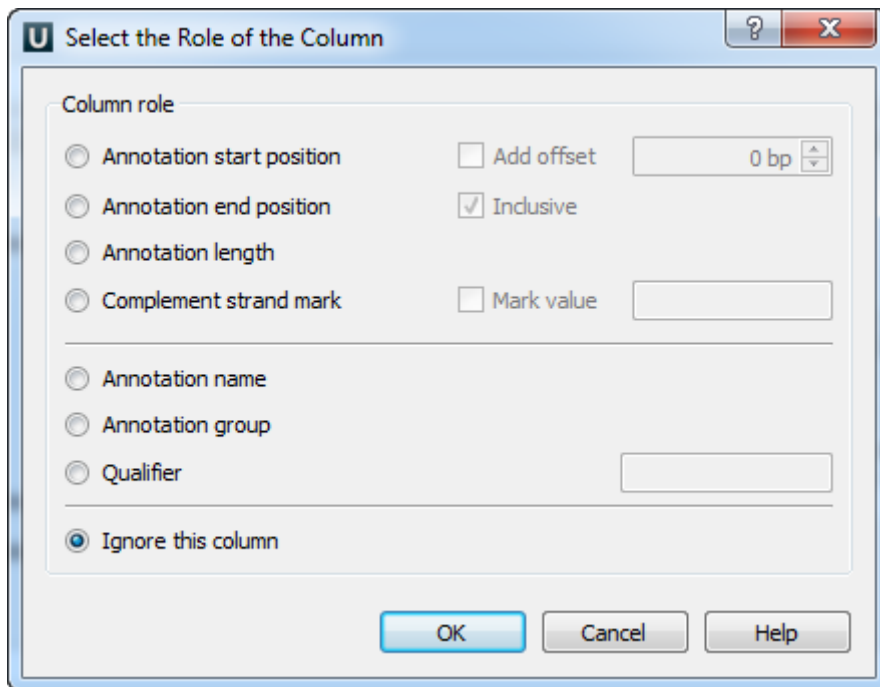 U Select the Role of the Column ?
Column role
Annotation start position Add offset 0 bp
Annotation end position Inclusive
Annotation length
Complement strand mark Mark value
Annotation name
Annotation group
Qualifier
Ignore this column
OK Cancel Help